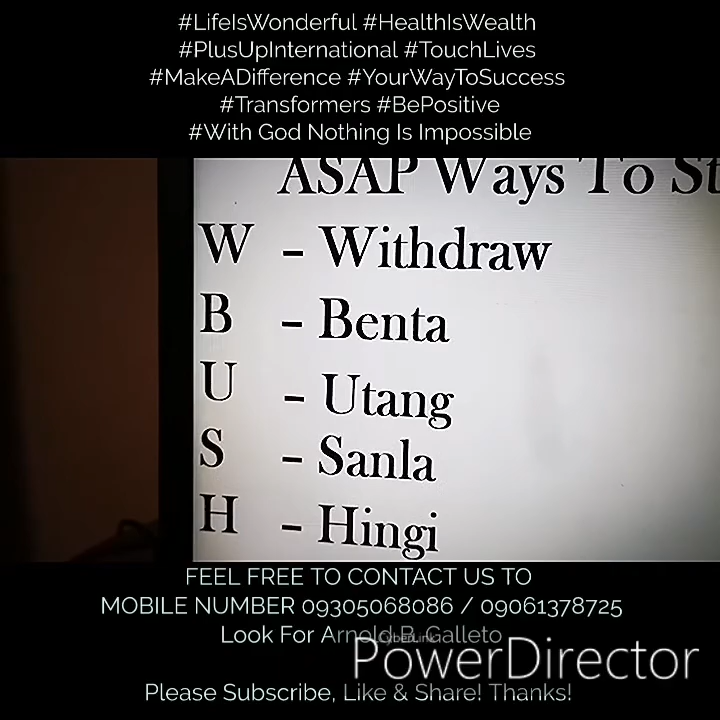 #LifeIsWonderful #HealthIsWealth
#PlusUpInternational #TouchLives
#MakeADifference #YourWayToSuccess
#Transformers #BePositive
#With God Nothing Is Impossible
ASAP Ways To St
W – Withdraw
B – Benta
U – Utang
S – Sanla
H – Hingi
FEEL FREE TO CONTACT US TO
MOBILE NUMBER 09305068086 / 09061378725
Look For Arnold B. Galleto
CyberLink
PowerDirector
Please Subscribe, Like & Share! Thanks!